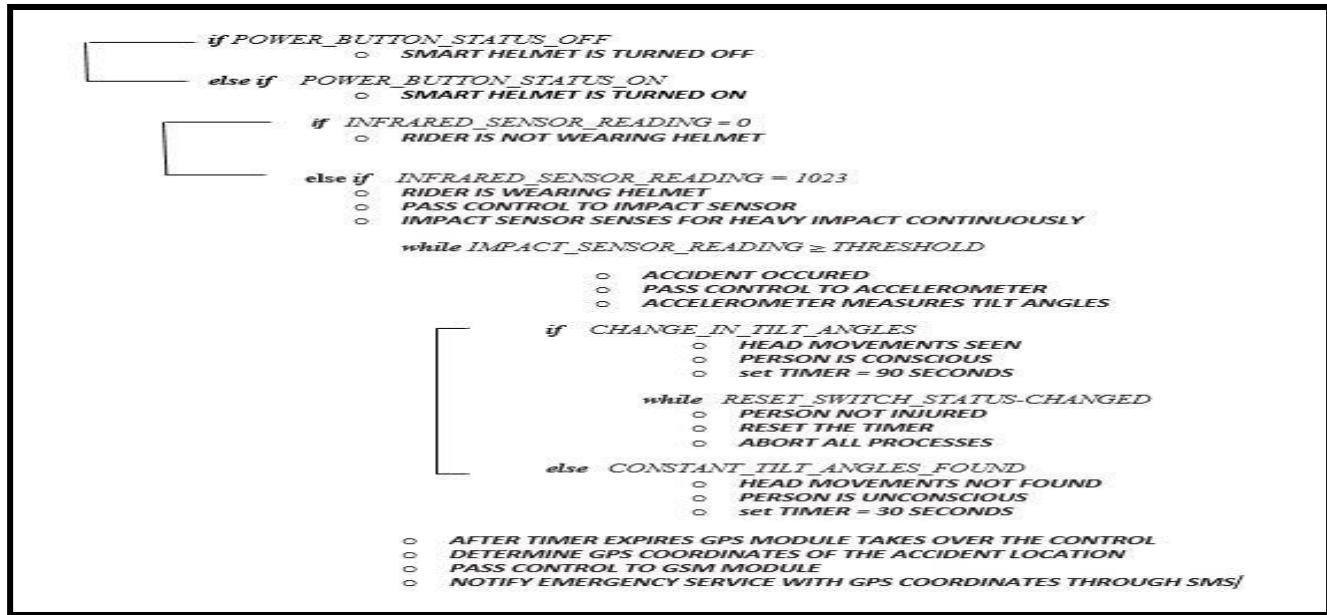 if POWER_BUTTON_STATUS_OFF
○ SMART HELMET IS TURNED OFF
else if POWER_BUTTON_STATUS_ON
○ SMART HELMET IS TURNED ON
if INFRARED_SENSOR_READING = 0
○ RIDER IS NOT WEARING HELMET
else if INFRARED_SENSOR_READING = 1023
○ RIDER IS WEARING HELMET
○ PASS CONTROL TO IMPACT SENSOR
○ IMPACT SENSOR SENSES FOR HEAVY IMPACT CONTINUOUSLY
while IMPACT_SENSOR_READING ≥ THRESHOLD
○ ACCIDENT OCCURED
○ PASS CONTROL TO ACCELEROMETER
○ ACCELEROMETER MEASURES TILT ANGLES
if CHANGE_IN_TILT_ANGLES
○ HEAD MOVEMENTS SEEN
○ PERSON IS CONSCIOUS
○ set TIMER = 90 SECONDS
while RESET_SWITCH_STATUS-CHANGED
○ PERSON NOT INJURED
○ RESET THE TIMER
○ ABORT ALL PROCESSES
else CONSTANT_TILT_ANGLES_FOUND
○ HEAD MOVEMENTS NOT FOUND
○ PERSON IS UNCONSCIOUS
○ set TIMER = 30 SECONDS
○ AFTER TIMER EXPIRES GPS MODULE TAKES OVER THE CONTROL
○ DETERMINE GPS COORDINATES OF THE ACCIDENT LOCATION
○ PASS CONTROL TO GSM MODULE
○ NOTIFY EMERGENCY SERVICE WITH GPS COORDINATES THROUGH SMS/